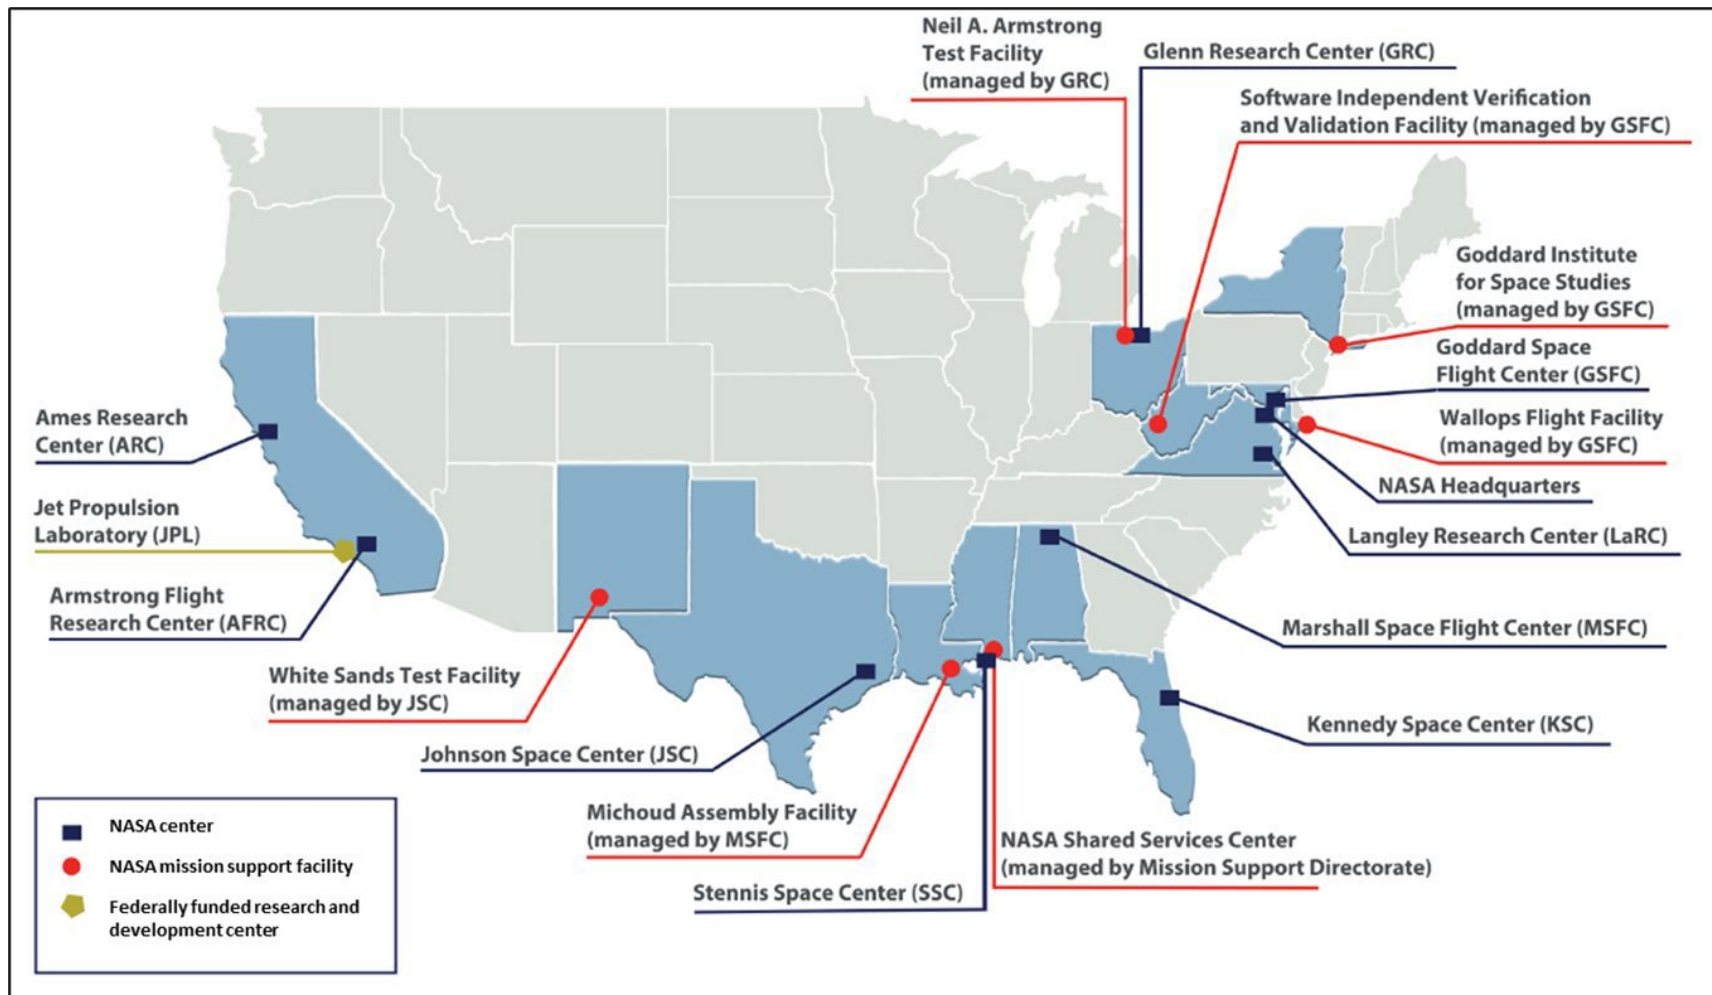 Neil A. Armstrong
Test Facility
(managed by GRC)
Glenn Research Center (GRC)
Software Independent Verification
and Validation Facility (managed by GSFC)
Goddard Institute
for Space Studies
(managed by GSFC)
Goddard Space
Flight Center (GSFC)
Wallops Flight Facility
(managed by GSFC)
NASA Headquarters
Langley Research Center (LaRC)
Marshall Space Flight Center (MSFC)
Kennedy Space Center (KSC)
Ames Research
Center (ARC)
Jet Propulsion
Laboratory (JPL)
Armstrong Flight
Research Center (AFRC)
White Sands Test Facility
(managed by JSC)
Johnson Space Center (JSC)
Michoud Assembly Facility
(managed by MSFC)
Stennis Space Center (SSC)
NASA Shared Services Center
(managed by Mission Support Directorate)
NASA center
NASA mission support facility
Federally funded research and
development center